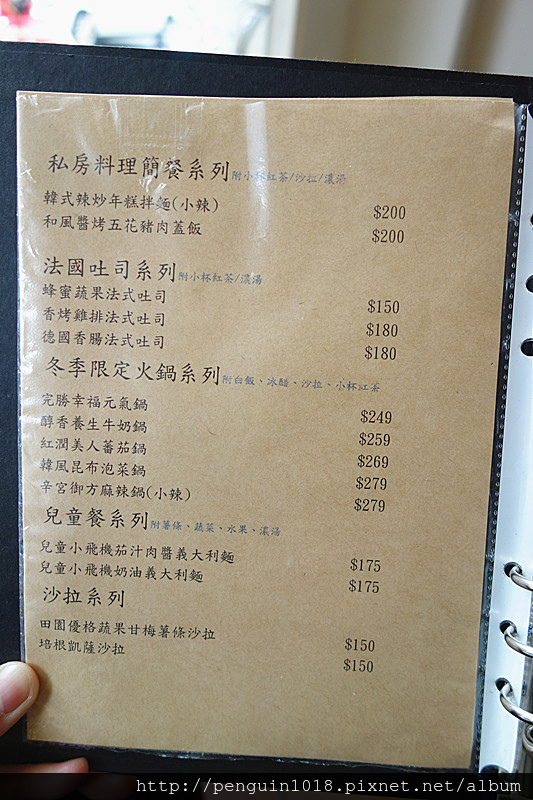 私房料理簡餐系列附小杯紅茶/沙拉/濃湯
韓式辣炒年糕拌麵(小辣) $200
和風醬烤五花豬肉蓋飯 $200
法國吐司系列附小杯紅茶/濃湯
蜂蜜蔬果法式吐司 $150
香烤雞排法式吐司 $180
德國香腸法式吐司 $180
冬季限定火鍋系列附白飯、冰醋、沙拉、小杯紅茶
完勝幸福元氣鍋 $249
醇香養生牛奶鍋 $259
紅潤美人蕃茄鍋 $269
韓風昆布泡菜鍋 $279
辛宮御方麻辣鍋(小辣) $279
兒童餐系列附薯條、蔬菜、水果、濃湯
兒童小飛機茄汁肉醬義大利麵 $175
兒童小飛機奶油義大利麵 $175
沙拉系列
田園優格蔬果甘梅薯條沙拉 $150
培根凱薩沙拉 $150
http://penguin1018.pixnet.net/album